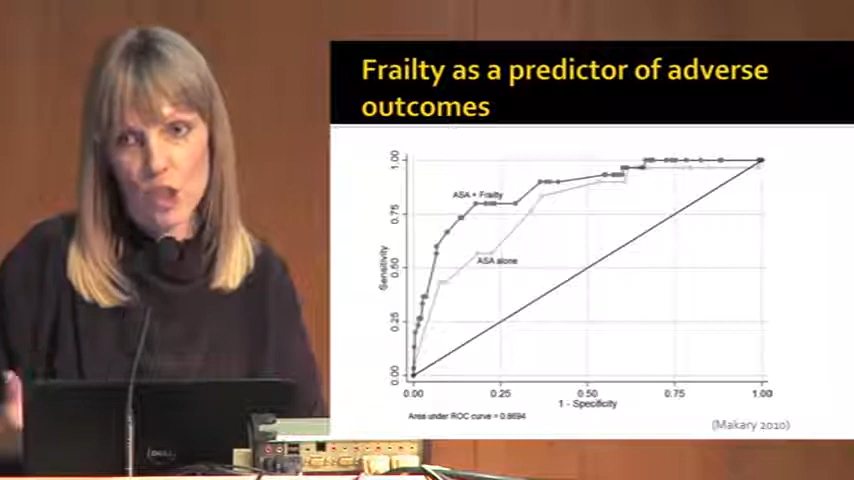 Frailty as a predictor of adverse
outcomes
ASA + Frailty
ASA alone
Sensitivity
1.00
0.75
0.50
0.25
0.00
0.00 0.25 0.50 0.75 1.00
1 - Specificity
Area under ROC curve = 0.8694
(Makary 2010)
DELL